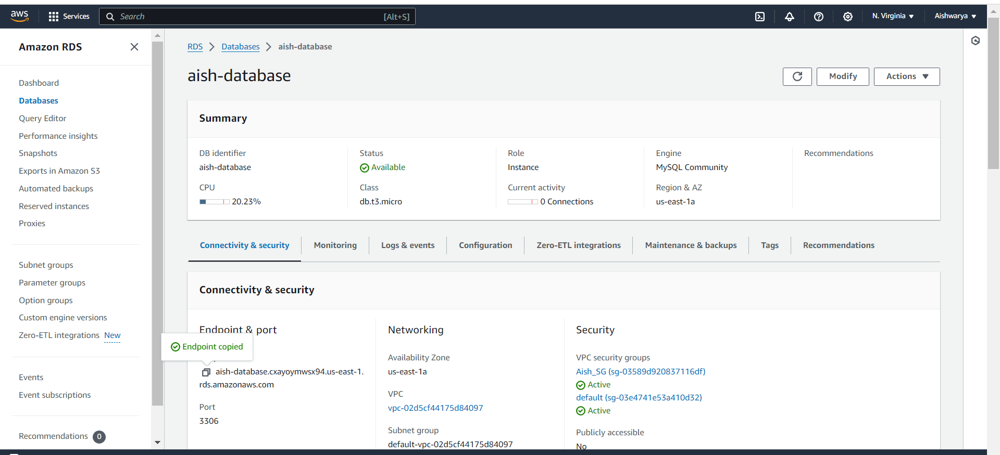 aws
Services
Search
[Alt+S]
N. Virginia
Aishwarya
Amazon RDS
Dashboard
Databases
Query Editor
Performance insights
Snapshots
Exports in Amazon S3
Automated backups
Reserved instances
Proxies
Subnet groups
Parameter groups
Option groups
Custom engine versions
Zero-ETL integrations New
Events
Event subscriptions
Recommendations 0
RDS
Databases
aish-database
aish-database
Modify
Actions
Summary
DB identifier
aish-database
CPU
20.23%
Status
Available
Class
db.t3.micro
Role
Instance
Current activity
0 Connections
Engine
MySQL Community
Region & AZ
us-east-1a
Recommendations
Connectivity & security
Monitoring
Logs & events
Configuration
Zero-ETL integrations
Maintenance & backups
Tags
Recommendations
Connectivity & security
Endpoint & port
Endpoint copied
aish-database.cxayoymwsx94.us-east-1.
rds.amazonaws.com
Port
3306
Networking
Availability Zone
us-east-1a
VPC
vpc-02d5cf44175d84097
Subnet group
default-vpc-02d5cf44175d84097
Security
VPC security groups
Aish_SG (sg-03589d920837116df)
Active
default (sg-03e4741e53a410d32)
Active
Publicly accessible
No